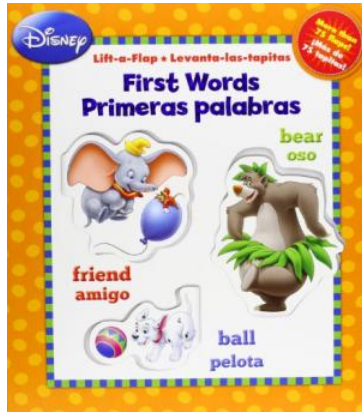 Disney
More than
75 flaps!
¡Más de
75 tapitas!
Lift-a-Flap • Levanta-las-tapitas
First Words
Primeras palabras
bear
oso
friend
amigo
ball
pelota